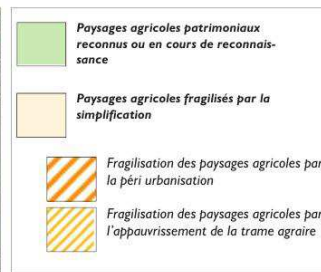 Paysages agricoles patrimoniaux
reconnus ou en cours de reconnais-
sance
Paysages agricoles fragilisés par la
simplification
Fragilisation des paysages agricoles par
la péri urbanisation
Fragilisation des paysages agricoles par
l'appauvrissement de la trame agraire